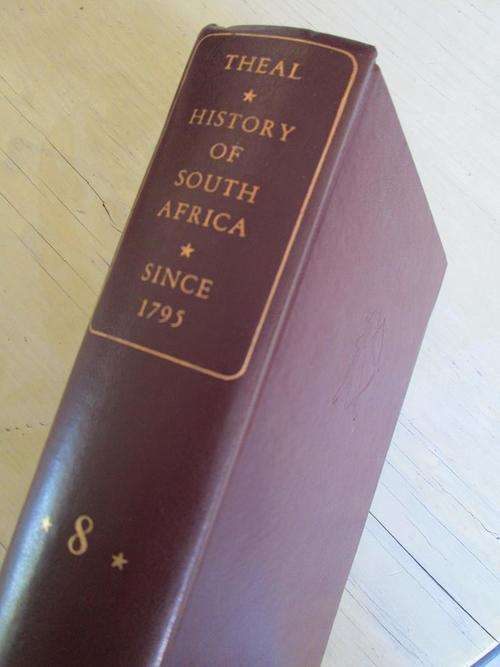 THEAL
HISTORY
OF
SOUTH
AFRICA
SINCE
1795
8